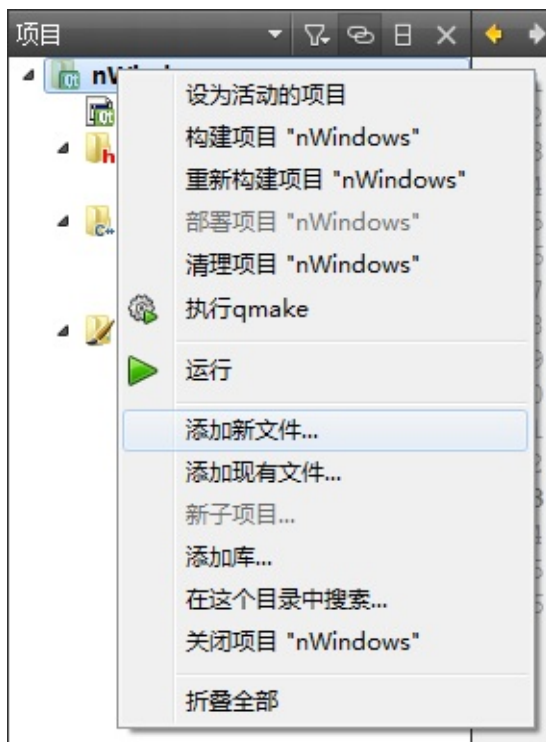 项目
设为活动的项目
构建项目 "nWindows"
重新构建项目 "nWindows"
部署项目 "nWindows"
清理项目 "nWindows"
执行qmake
运行
添加新文件...
添加现有文件...
新子项目...
添加库...
在这个目录中搜索...
关闭项目 "nWindows"
折叠全部